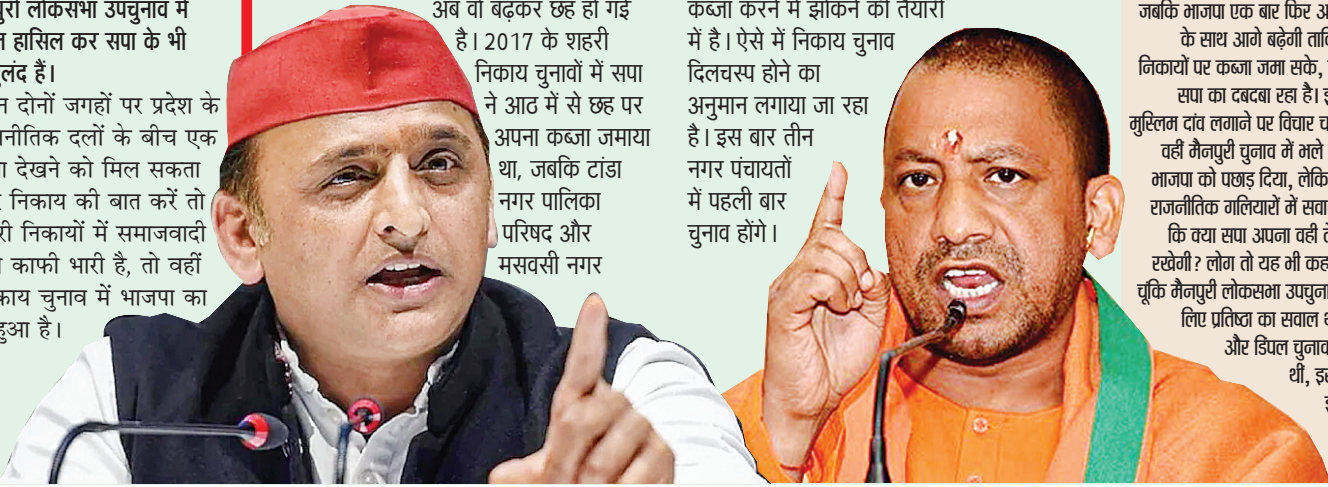 लोकसभा उपचुनाव में
हासिल कर सपा के भी
हैं।
दोनों जगहों पर प्रदेश के
दलों के बीच एक
देखने को मिल सकता
निकाय की बात करें तो
निकायों में समाजवादी
काफी भारी है, तो वहीं
चुनाव में भाजपा का
हुआ है।
अब वो बढ़कर छह हो गई
है। 2017 के शहरी
निकाय चुनावों में सपा
ने आठ में से छह पर
अपना कब्जा जमाया
था, जबकि टांडा
नगर पालिका
परिषद और
मसवसी नगर
कब्जा करने में झोंकने की तैयारी
में है। ऐसे में निकाय चुनाव
दिलचस्प होने का
अनुमान लगाया जा रहा
है। इस बार तीन
नगर पंचायतों
में पहली बार
चुनाव होंगे।
जबकि भाजपा एक बार फिर
के साथ आगे बढ़ेगी
निकायों पर कब्जा जमा सके,
सपा का दबदबा रहा है।
मुस्लिम दांव लगाने पर विचार
वहीं मैनपुरी चुनाव में भले
भाजपा को पछाड़ दिया,
राजनीतिक गलियारों में
कि क्या सपा अपना वही
रखेगी? लोग तो यह भी
चूंकि मैनपुरी लोकसभा
लिए प्रतिष्ठा का सवाल
और डिंपल
थीं,